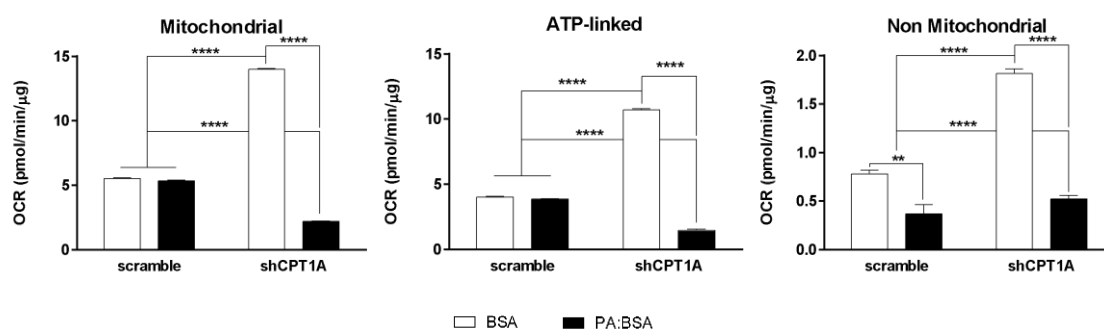 Mitochondrial
OCR (pmol/min/µg)
15
10
5
0
****
****
****
scramble
shCPT1A
ATP-linked
OCR (pmol/min/µg)
15
10
5
0
****
****
****
scramble
shCPT1A
Non Mitochondrial
OCR (pmol/min/µg)
2.0
1.5
1.0
0.5
0.0
****
****
****
**
scramble
shCPT1A
BSA
PA:BSA